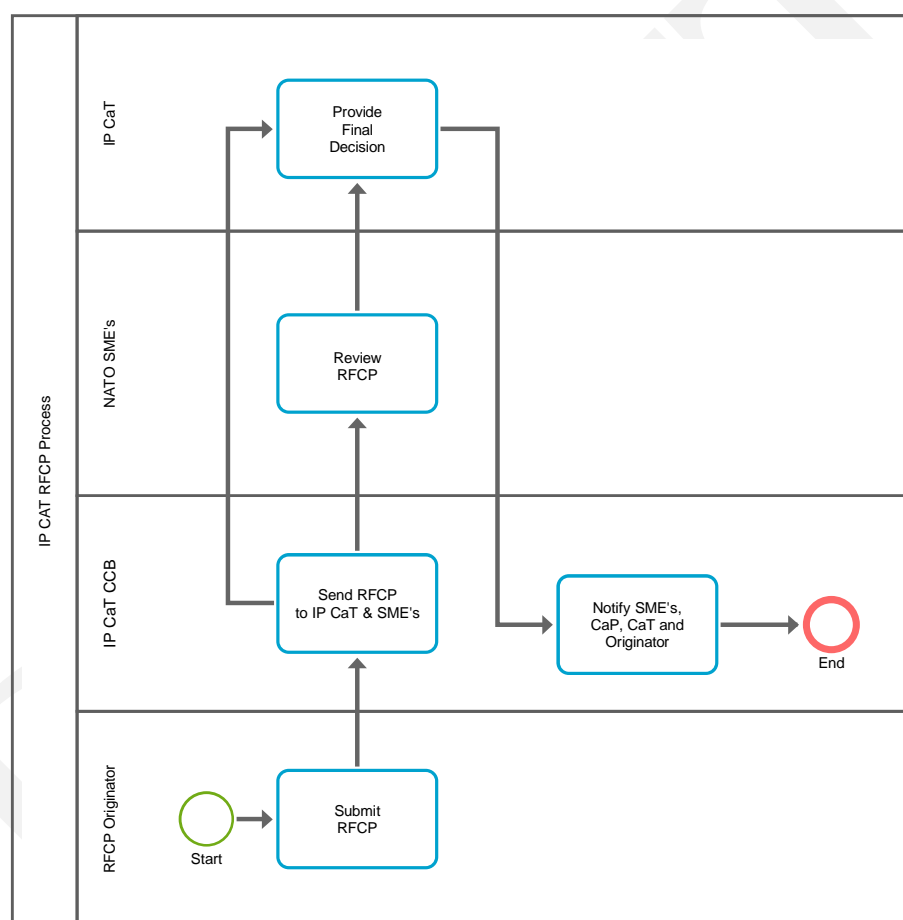 IP CAT RFCP Process
IP CaT
Provide
Final
Decision
NATO SME's
Review
RFCP
IP CaT CCB
Send RFCP
to IP CaT & SME's
Notify SME's,
CaP, CaT and
Originator
End
RFCP Originator
Start
Submit
RFCP